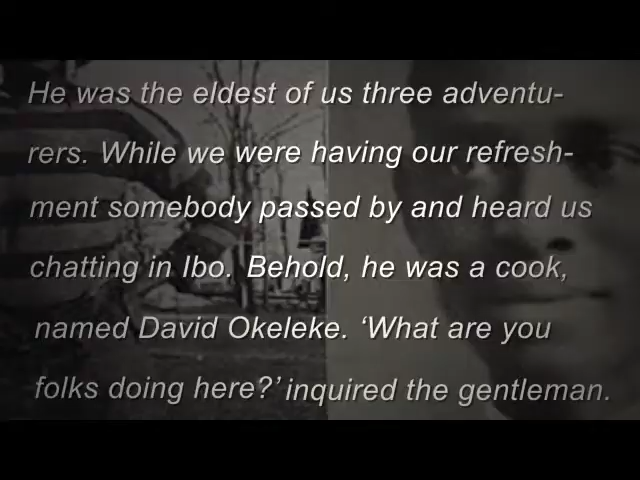 He was the eldest of us three adventu-
rers. While we were having our refresh-
ment somebody passed by and heard us
chatting in Ibo. Behold, he was a cook,
named David Okeleke. ‘What are you
folks doing here?’ inquired the gentleman.